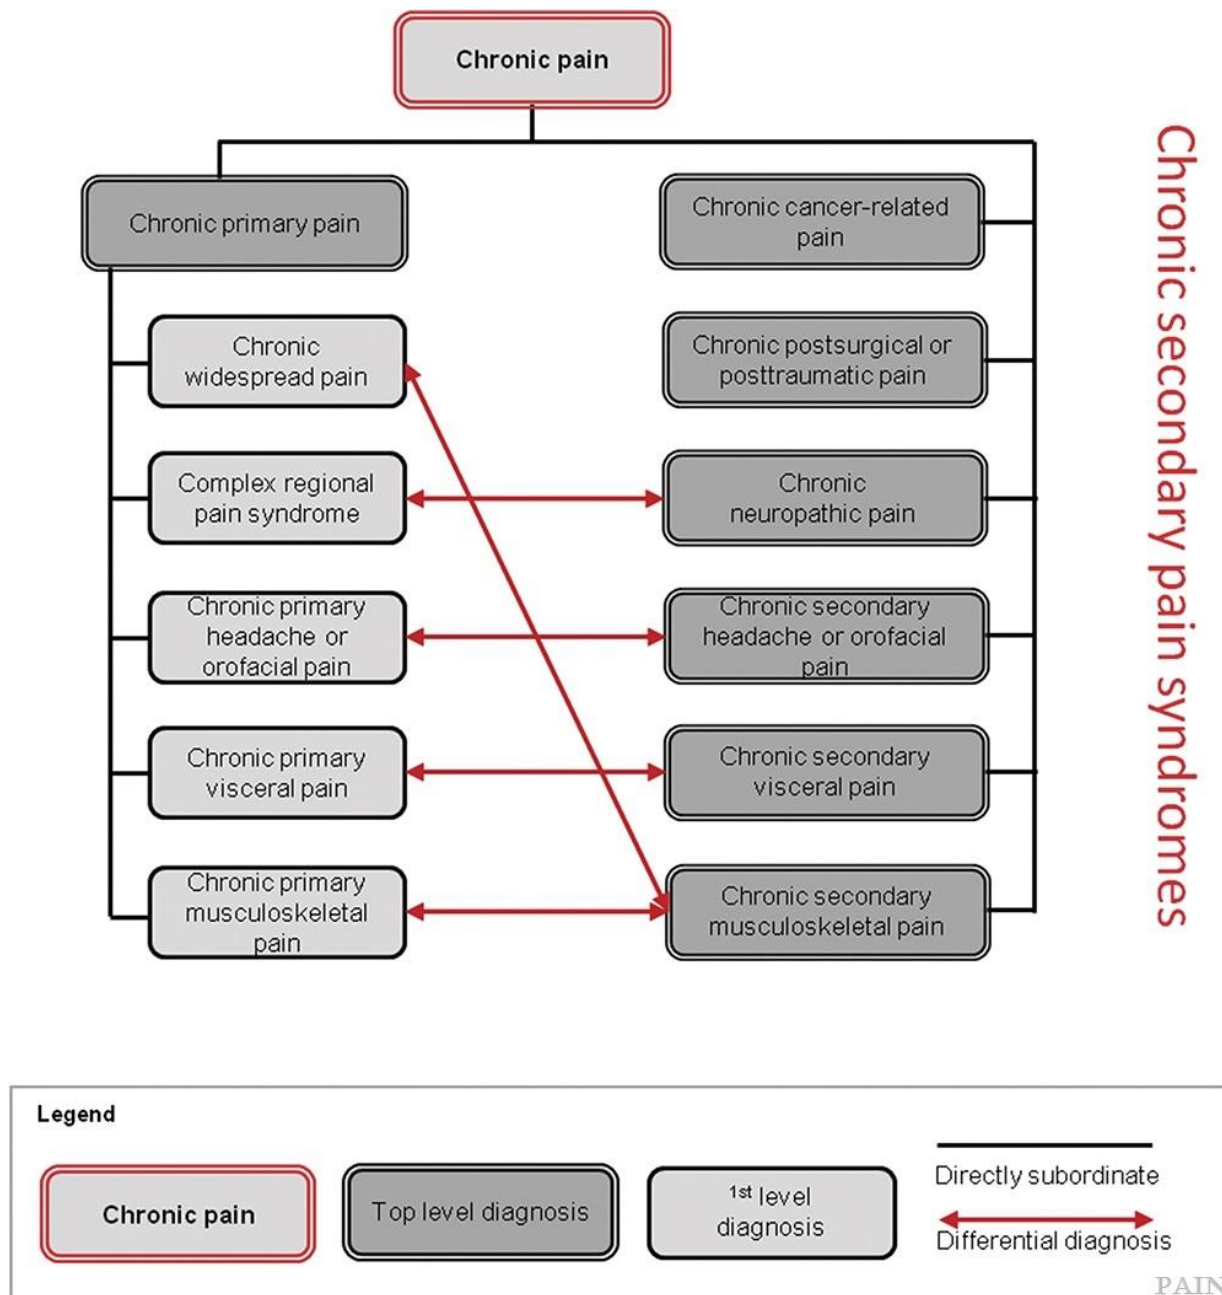 Chronic pain
Chronic primary pain
Chronic cancer-related
pain
Chronic
widespread pain
Chronic postsurgical or
posttraumatic pain
Complex regional
pain syndrome
Chronic
neuropathic pain
Chronic primary
headache or
orofacial pain
Chronic secondary
headache or orofacial
pain
Chronic primary
visceral pain
Chronic secondary
visceral pain
Chronic primary
musculoskeletal
pain
Chronic secondary
musculoskeletal pain
Chronic secondary pain syndromes
Legend
Chronic pain
Top level diagnosis
1st level
diagnosis
Directly subordinate
Differential diagnosis
PAIN